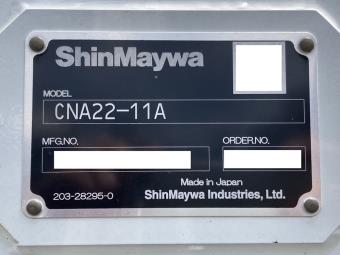 ShinMaywa
MODEL
CNA22-11A
MFG.NO. ORDER.NO.
Made in Japan
203-28295-0 ShinMaywa Industries, Ltd.